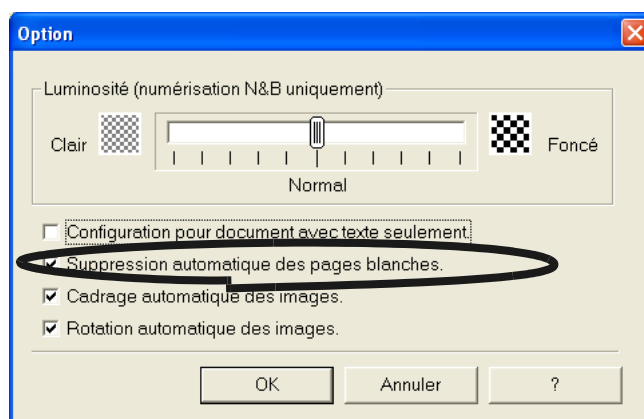 Option
Luminosité (numérisation N&B uniquement)
Clair
Foncé
Normal
Configuration pour document avec texte seulement.
Suppression automatique des pages blanches.
Cadrage automatique des images.
Rotation automatique des images.
OK Annuler ?